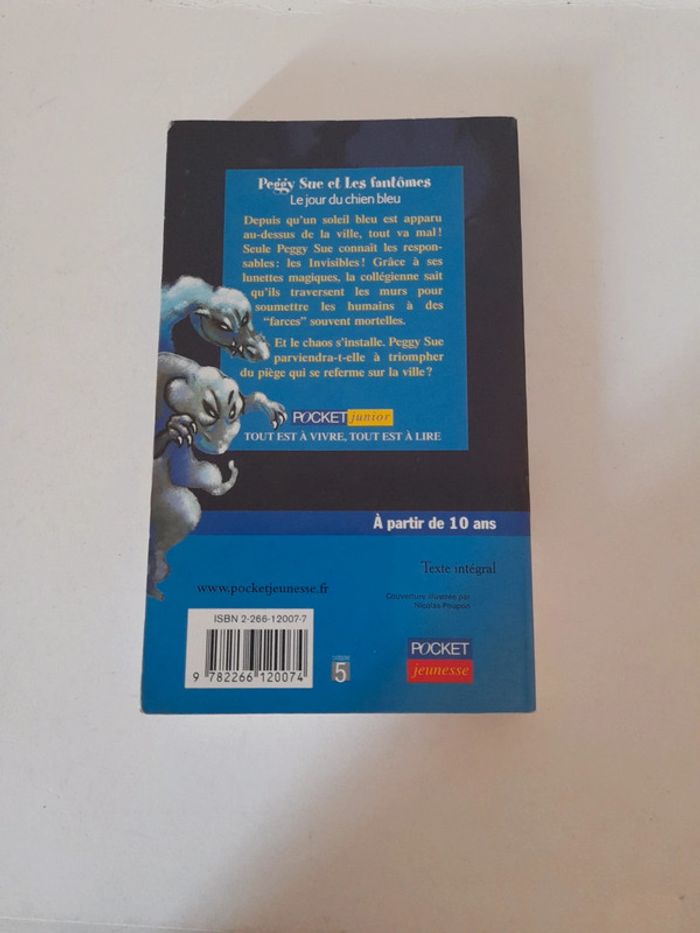 Peggy Sue et Les fantômes
Le jour du chien bleu
Depuis qu'un soleil bleu est apparu
au-dessus de la ville, tout va mal !
Seule Peggy Sue connaît les respon-
sables : les Invisibles ! Grâce à ses
lunettes magiques, la collégienne sait
qu'ils traversent les murs pour
soumettre les humains à des
"farces" souvent mortelles.
Et le chaos s'installe. Peggy Sue
parviendra-t-elle à triompher
du piège qui se referme sur la ville ?
POCKET junior
TOUT EST À VIVRE, TOUT EST À LIRE
À partir de 10 ans
Texte intégral
www.pocketjeunesse.fr
Couverture illustrée par
Nicolas Poupon
ISBN 2-266-12007-7
9 782266 120074
5
POCKET
jeunesse